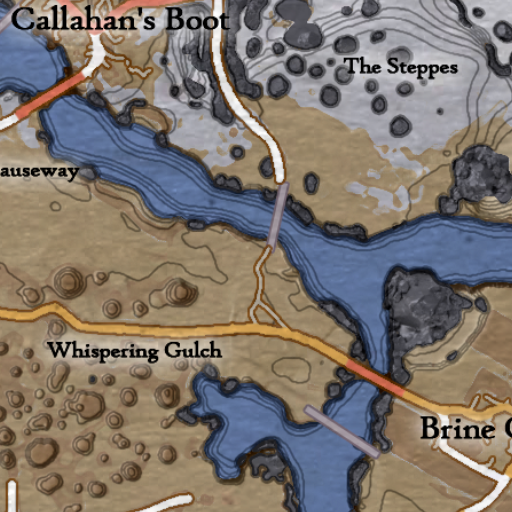 Callahan's Boot
The Steppes
auseway
Whispering Gulch
Brine